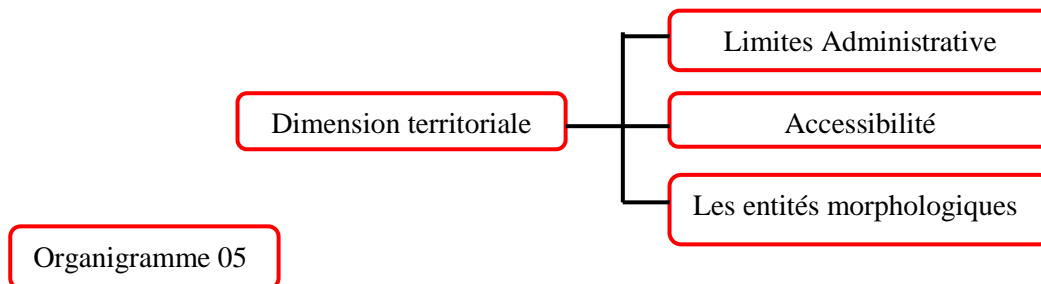 Limites Administrative
Dimension territoriale
Accessibilité
Les entités morphologiques
Organigramme 05